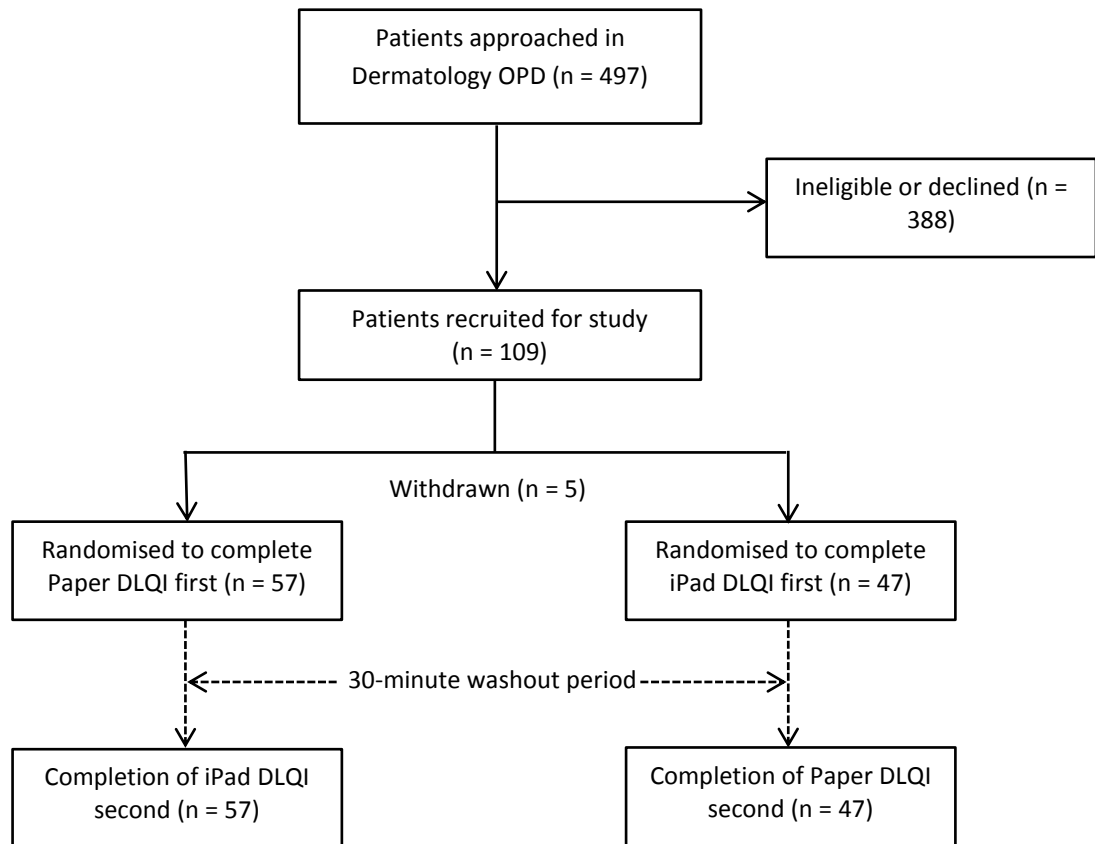 Patients approached in
Dermatology OPD (n = 497)
Ineligible or declined (n =
388)
Patients recruited for study
(n = 109)
Withdrawn (n = 5)
Randomised to complete
Paper DLQI first (n = 57)
Randomised to complete
iPad DLQI first (n = 47)
30-minute washout period
Completion of iPad DLQI
second (n = 57)
Completion of Paper DLQI
second (n = 47)